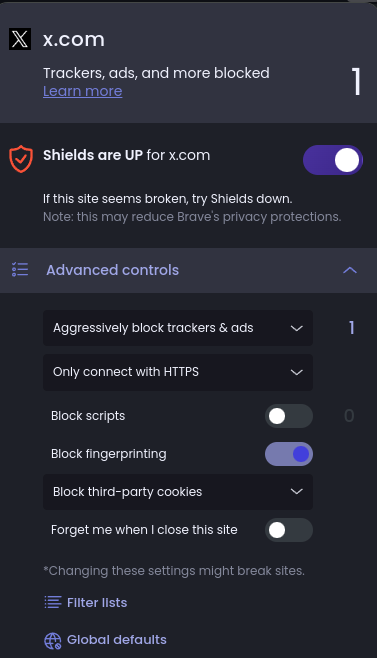 x.com
Trackers, ads, and more blocked
Learn more
1
Shields are UP for x.com
If this site seems broken, try Shields down.
Note: this may reduce Brave's privacy protections.
Advanced controls
Aggressively block trackers & ads
1
Only connect with HTTPS
Block scripts
0
Block fingerprinting
Block third-party cookies
Forget me when I close this site
*Changing these settings might break sites.
Filter lists
Global defaults